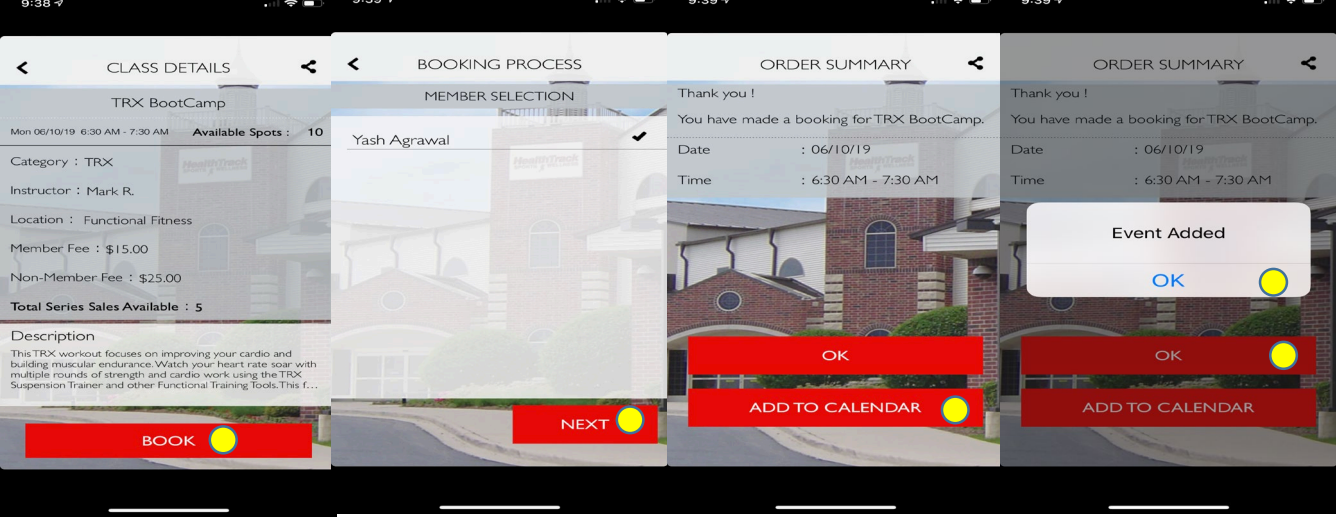 9:38
CLASS DETAILS
TRX BootCamp
Mon 06/10/19 6:30 AM - 7:30 AM Available Spots : 10
Category : TRX
Instructor : Mark R.
Location : Functional Fitness
Member Fee : $15.00
Non-Member Fee : $25.00
Total Series Sales Available : 5
Description
This TRX workout focuses on improving your cardio and
building muscular endurance. Watch your heart rate soar with
multiple rounds of strength and cardio work using the TRX
Suspension Trainer and other Functional Training Tools. This f...
BOOK
9:39
BOOKING PROCESS
MEMBER SELECTION
Yash Agrawal
HealthTrack
NEXT
9:39
ORDER SUMMARY
Thank you !
You have made a booking for TRX BootCamp.
Date : 06/10/19
Time : 6:30 AM - 7:30 AM
OK
ADD TO CALENDAR
9:39
ORDER SUMMARY
Thank you !
You have made a booking for TRX BootCamp.
Date : 06/10/19
Time : 6:30 AM - 7:30 AM
Event Added
OK
OK
ADD TO CALENDAR